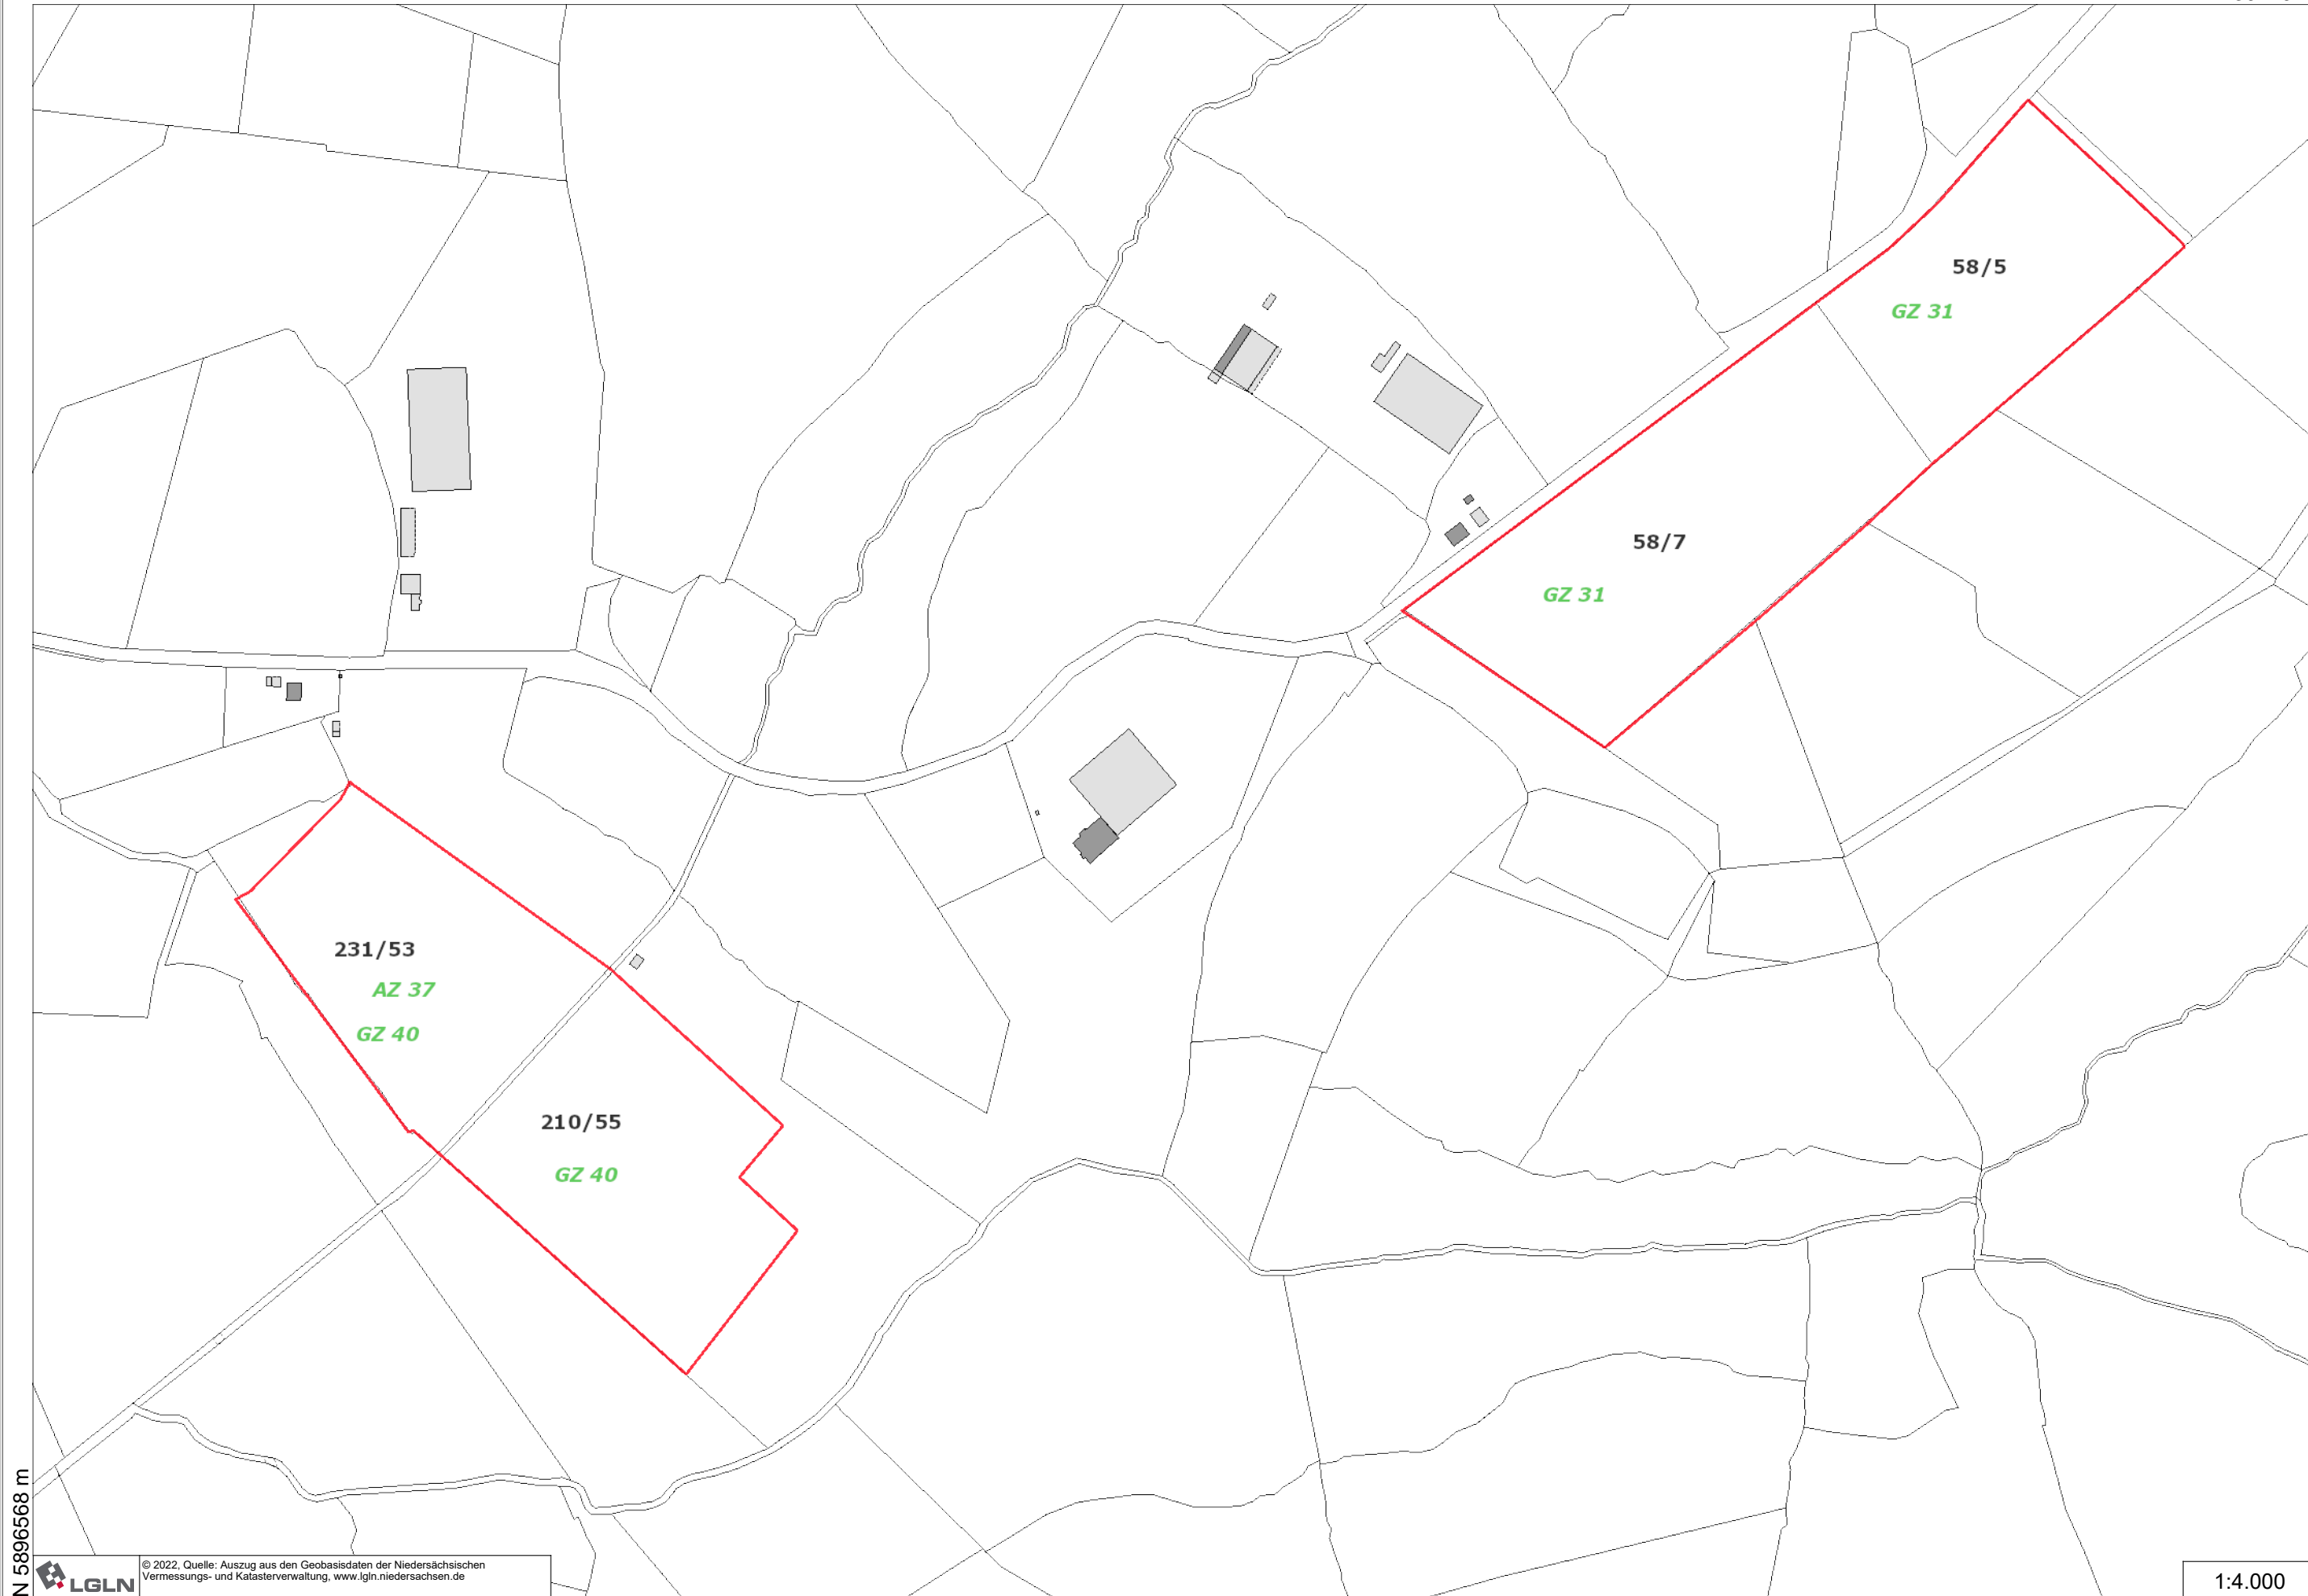 58/5
GZ 31
58/7
GZ 31
231/53
AZ 37
GZ 40
210/55
GZ 40
N 5896568 m
LGLN
© 2022, Quelle: Auszug aus den Geobasisdaten der Niedersächsischen
Vermessungs- und Katasterverwaltung, www.lgln.niedersachsen.de
1:4.000